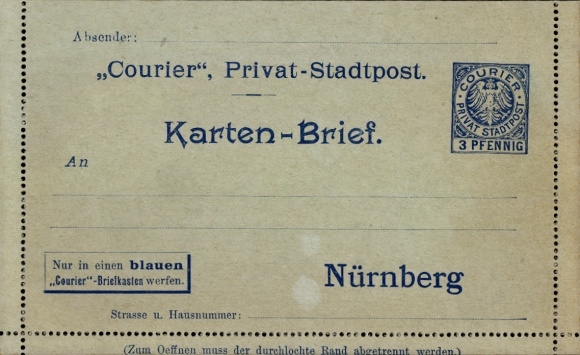 Absender:
„Courier“, Privat-Stadtpost.
COURIER
PRIVAT STADTPOST
3 PFENNIG
Karten-Brief.
An
Nur in einen blauen
„Courier“-Briefkasten werfen.
Nürnberg
Strasse u. Hausnummer:
(Zum Oeffnen muss der durchlochte Rand abgetrennt werden.)